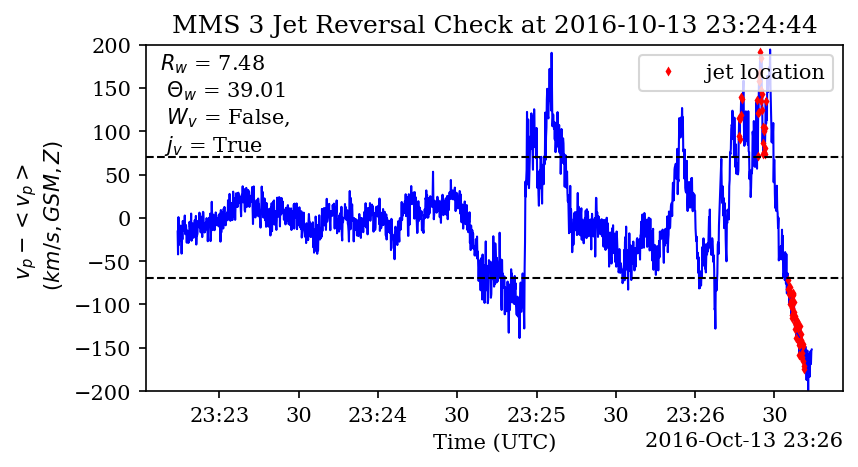 MMS 3 Jet Reversal Check at 2016-10-13 23:24:44
R_w = 7.48
Θ_w = 39.01
W_v = False,
j_v = True
jet location
200
150
100
50
0
−50
−100
−150
−200
v_p − < v_p >
(km/s, GSM, Z)
23:23
30
23:24
30
23:25
30
23:26
30
Time (UTC)
2016-Oct-13 23:26